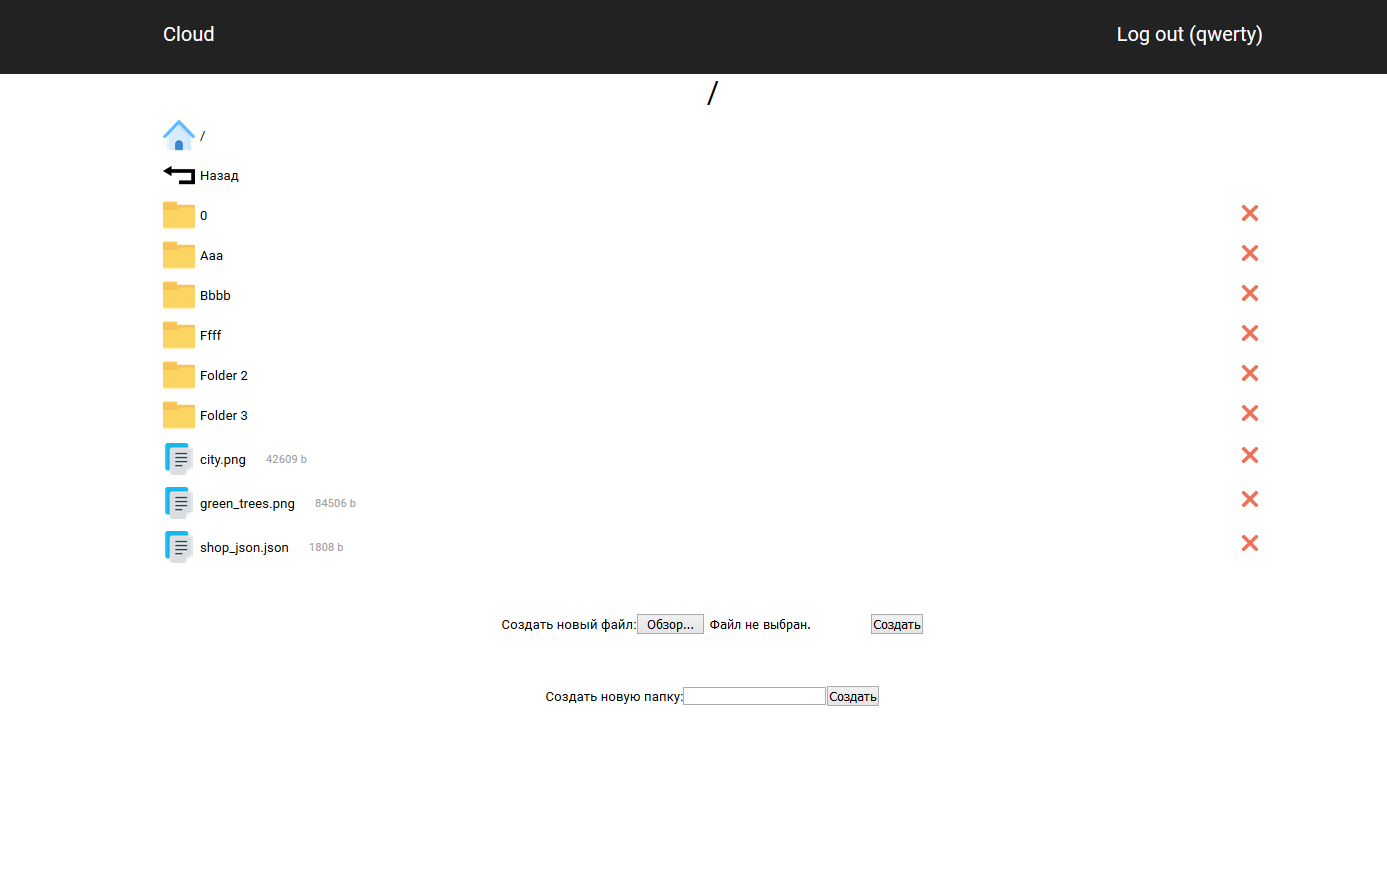 Cloud Log out (qwerty)
/
/
Назад
0
Aaa
Bbbb
Ffff
Folder 2
Folder 3
city.png 42609 b
green_trees.png 84506 b
shop_json.json 1808 b
Создать новый файл: Обзор... Файл не выбран. Создать
Создать новую папку: Создать